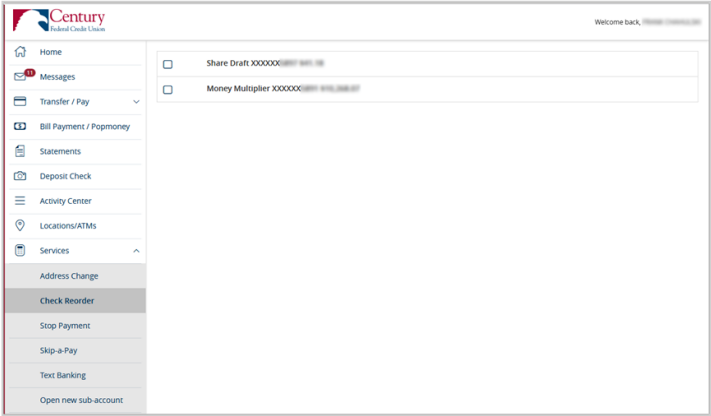 Century
Federal Credit Union
Welcome back,
Home
11
Messages
Transfer / Pay
Bill Payment / Popmoney
Statements
Deposit Check
Activity Center
Locations/ATMs
Services
Address Change
Check Reorder
Stop Payment
Skip-a-Pay
Text Banking
Open new sub-account
Share Draft XXXXXX
Money Multiplier XXXXXX